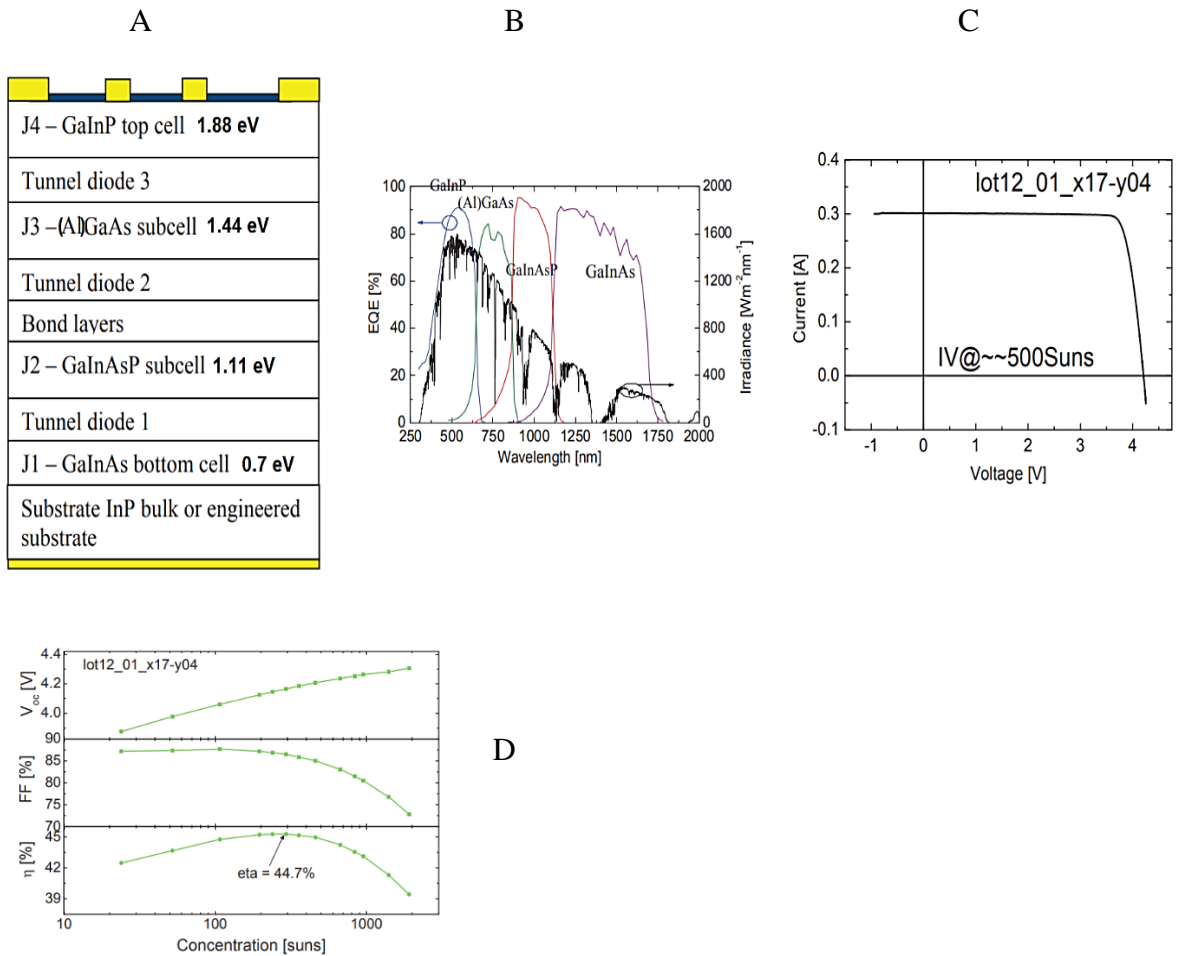 A
B
C
J4 – GaInP top cell 1.88 eV
Tunnel diode 3
J3 –(Al)GaAs subcell 1.44 eV
Tunnel diode 2
Bond layers
J2 – GaInAsP subcell 1.11 eV
Tunnel diode 1
J1 – GaInAs bottom cell 0.7 eV
Substrate InP bulk or engineered
substrate
GaInP
(Al)GaAs
GaInAsP
GaInAs
EQE [%]
100
80
60
40
20
0
2000
1800
1600
1400
1200
1000
800
600
400
200
0
Irradiance [Wm⁻²nm⁻¹]
250 500 750 1000 1250 1500 1750 2000
Wavelength [nm]
lot12_01_x17-y04
IV@~~500Suns
Current [A]
0.4
0.3
0.2
0.1
0.0
-0.1
-1 0 1 2 3 4
Voltage [V]
D
lot12_01_x17-y04
Voc [V]
4.4
4.2
4.0
FF [%]
90
85
80
75
70
η [%]
45
42
39
eta = 44.7%
10 100 1000
Concentration [suns]